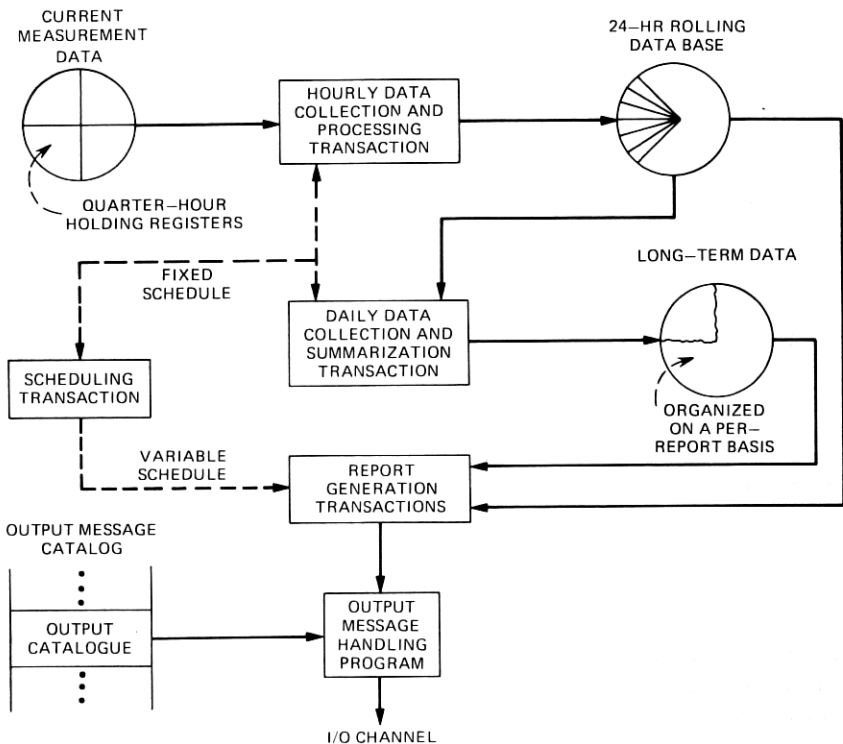 CURRENT
MEASUREMENT
DATA
24–HR ROLLING
DATA BASE
HOURLY DATA
COLLECTION AND
PROCESSING
TRANSACTION
QUARTER–HOUR
HOLDING REGISTERS
FIXED
SCHEDULE
LONG–TERM DATA
DAILY DATA
COLLECTION AND
SUMMARIZATION
TRANSACTION
SCHEDULING
TRANSACTION
ORGANIZED
ON A PER–
REPORT BASIS
VARIABLE
SCHEDULE
REPORT
GENERATION
TRANSACTIONS
OUTPUT MESSAGE
CATALOG
OUTPUT
CATALOGUE
OUTPUT
MESSAGE
HANDLING
PROGRAM
I/O CHANNEL